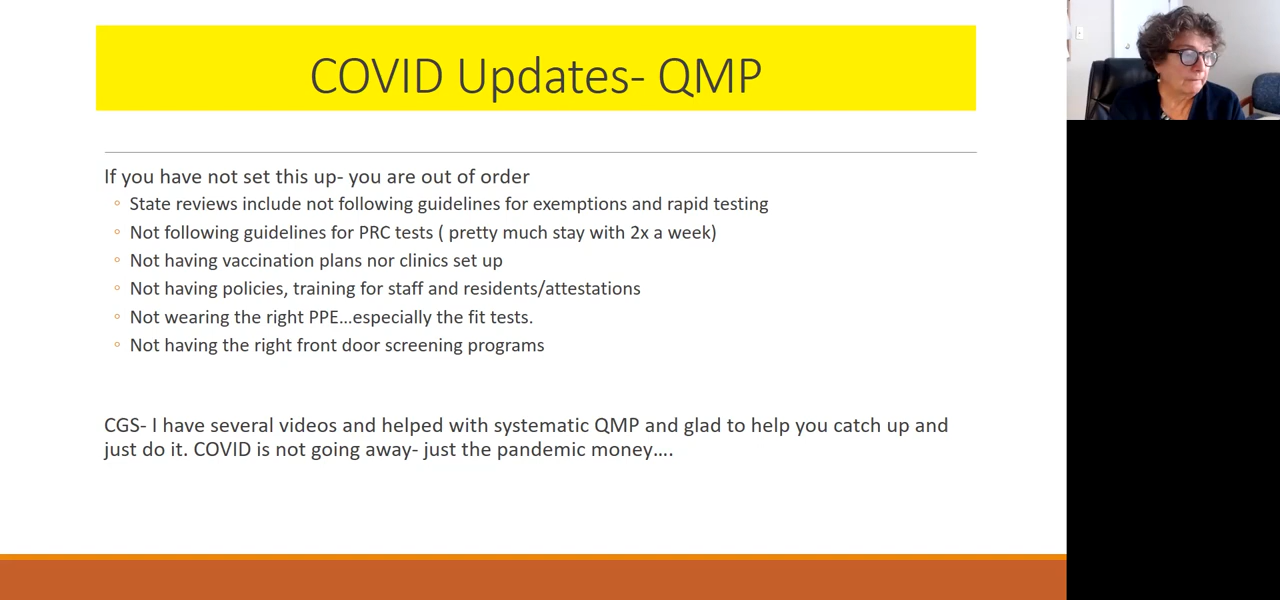 COVID Updates- QMP
If you have not set this up- you are out of order
◦ State reviews include not following guidelines for exemptions and rapid testing
◦ Not following guidelines for PRC tests ( pretty much stay with 2x a week)
◦ Not having vaccination plans nor clinics set up
◦ Not having policies, training for staff and residents/attestations
◦ Not wearing the right PPE…especially the fit tests.
◦ Not having the right front door screening programs
CGS- I have several videos and helped with systematic QMP and glad to help you catch up and
just do it. COVID is not going away- just the pandemic money….